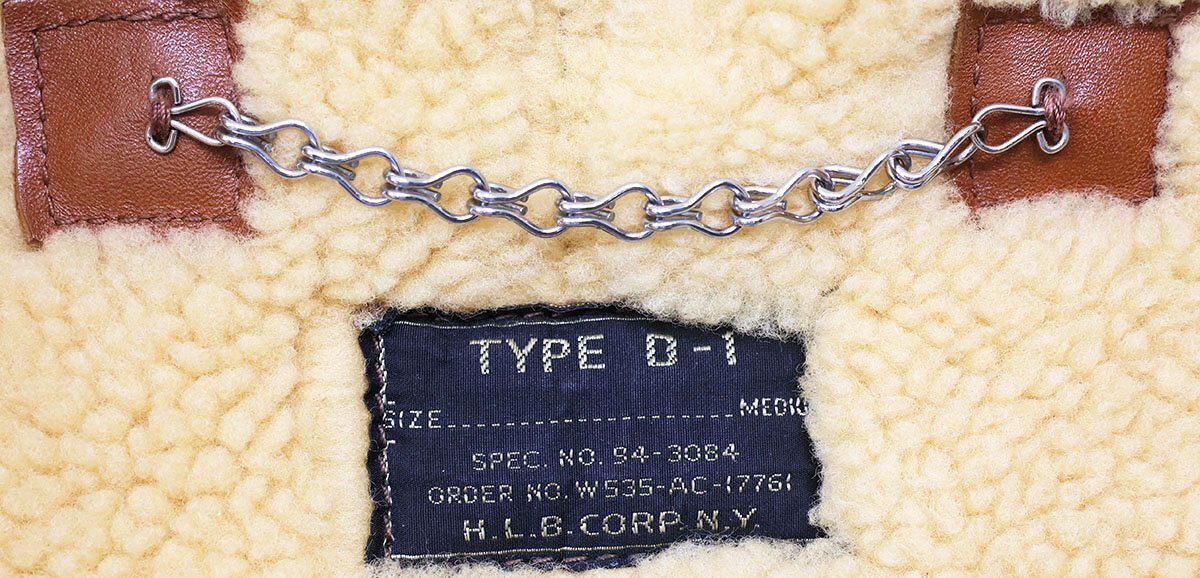 TYPE D-1
SIZE MEDIU
SPEC. NO. 94-3084
ORDER NO. W535-AC-17761
H.L.B. CORP. N.Y.